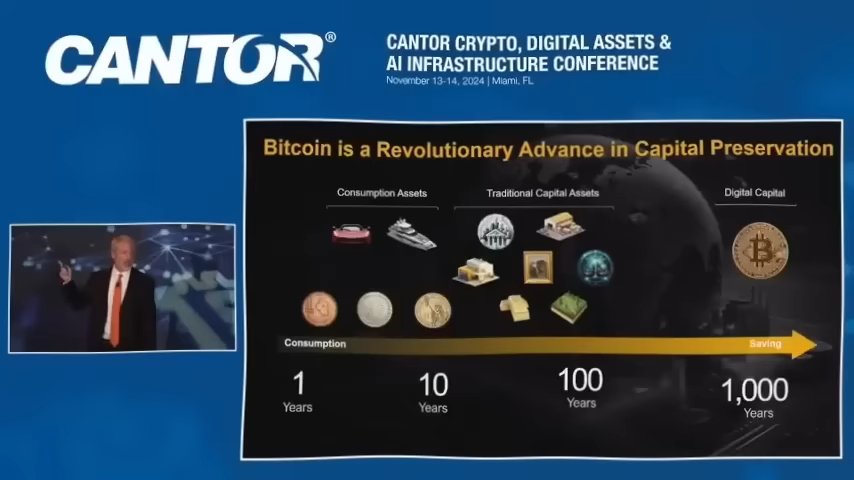 CANTOR®
CANTOR CRYPTO, DIGITAL ASSETS &
AI INFRASTRUCTURE CONFERENCE
November 13-14, 2024 | Miami, FL
Bitcoin is a Revolutionary Advance in Capital Preservation
Consumption Assets
Traditional Capital Assets
Digital Capital
Consumption
Saving
1
Years
10
Years
100
Years
1,000
Years